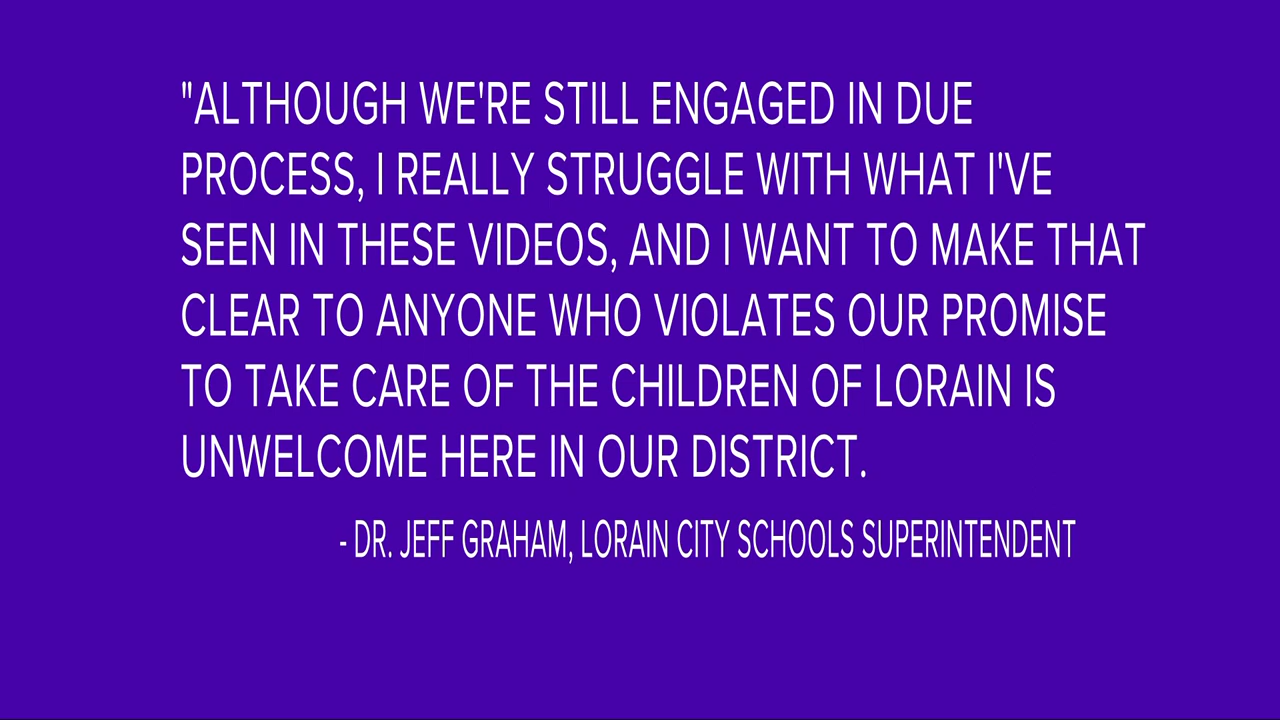 "ALTHOUGH WE'RE STILL ENGAGED IN DUE
PROCESS, I REALLY STRUGGLE WITH WHAT I'VE
SEEN IN THESE VIDEOS, AND I WANT TO MAKE THAT
CLEAR TO ANYONE WHO VIOLATES OUR PROMISE
TO TAKE CARE OF THE CHILDREN OF LORAIN IS
UNWELCOME HERE IN OUR DISTRICT.
- DR. JEFF GRAHAM, LORAIN CITY SCHOOLS SUPERINTENDENT